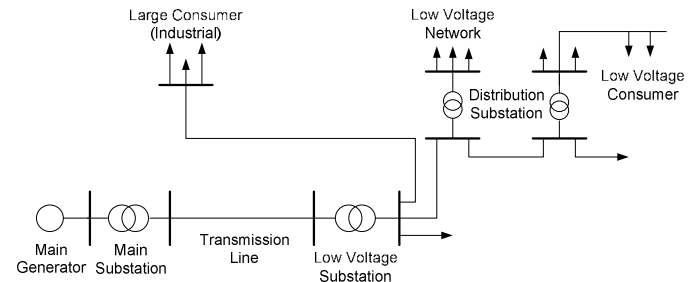 Large Consumer
(Industrial)
Low Voltage
Network
Low Voltage
Consumer
Distribution
Substation
Main
Generator
Main
Substation
Transmission
Line
Low Voltage
Substation